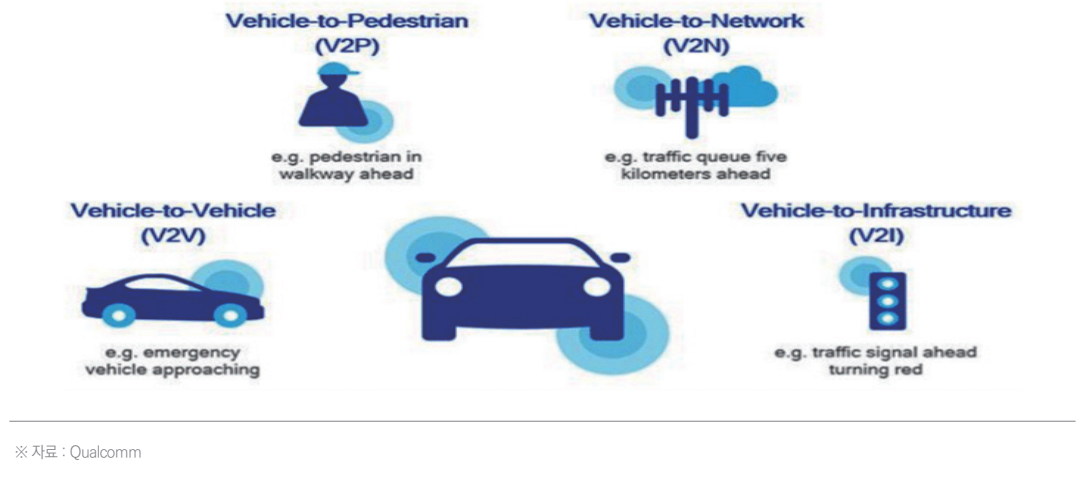 Vehicle-to-Pedestrian
(V2P)
e.g. pedestrian in
walkway ahead
Vehicle-to-Network
(V2N)
e.g. traffic queue five
kilometers ahead
Vehicle-to-Vehicle
(V2V)
e.g. emergency
vehicle approaching
Vehicle-to-Infrastructure
(V2I)
e.g. traffic signal ahead
turning red
※ 자료 : Qualcomm